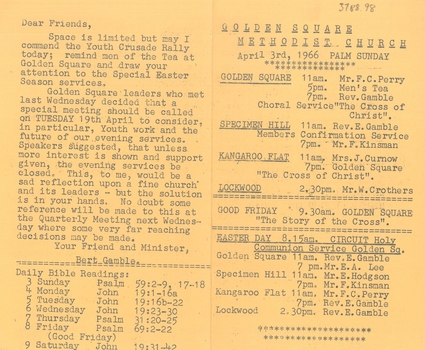 Dear Friends,
Space is limited but may I
commend the Youth Crusade Rally
today; remind men of the Tea at
Golden Square and draw your
attention to the Special Easter
Season services.
Golden Square leaders who met
last Wednesday decided that a
special meeting should be called
on TUESDAY 19th April to consider,
in particular, Youth work and the
future of our evening services.
Speakers suggested, that unless
more interest is shown and support
given, the evening services be
closed. This, to me, would be a
sad reflection upon a fine church
and its leaders - but the solution
is in your hands. No doubt some
reference will be made to this at
the Quarterly Meeting next Wednes-
day where some very far reaching
decisions may be made.
Your Friend and Minister,
Bert Gamble.
Daily Bible Readings:
3 Sunday Psalm 59:2-9, 17-18
4 Monday John 19:1-16a
5 Tuesday John 19:16b-22
6 Wednesday John 19:23-30
7 Thursday Psalm 31:20-25
8 Friday Psalm 69:2-22
(Good Friday)
9 Saturday John 19:31-42
GOLDEN SQUARE
METHODIST CHURCH
April 3rd, 1966 PALM SUNDAY
********************
******************
GOLDEN SQUARE 11am. Mr.F.C.Perry
5pm. Men's Tea
7pm. Rev.Gamble
Choral Service"The Cross of
Christ".
SPECIMEN HILL 11am. Rev.E.Gamble
Members Confirmation Service
7pm. Mr.F.Kinsman
KANGAROO FLAT 11am, Mrs.J.Curnow
7pm. Golden Square
"The Cross of Christ".
LOCKWOOD 2.30pm. Mr.W.Crothers
GOOD FRIDAY 9.30am. GOLDEN SQUARE
"The Story of the Cross".
EASTER DAY 8.15am. CIRCUIT Holy
Communion Service Golden Sq.
Golden Square 11am. Rev.E.Gamble
7 pm.Mr.E.A. Lee
Specimen Hill 11am. Mr.E.Hodgson
7pm. Mr.F.Kinsman
Kangaroo Flat 11am. Mr.F.C.Perry
7pm. Rev.E.Gamble
Lockwood 2.30pm. Rev.E.Gamble
********************
******************